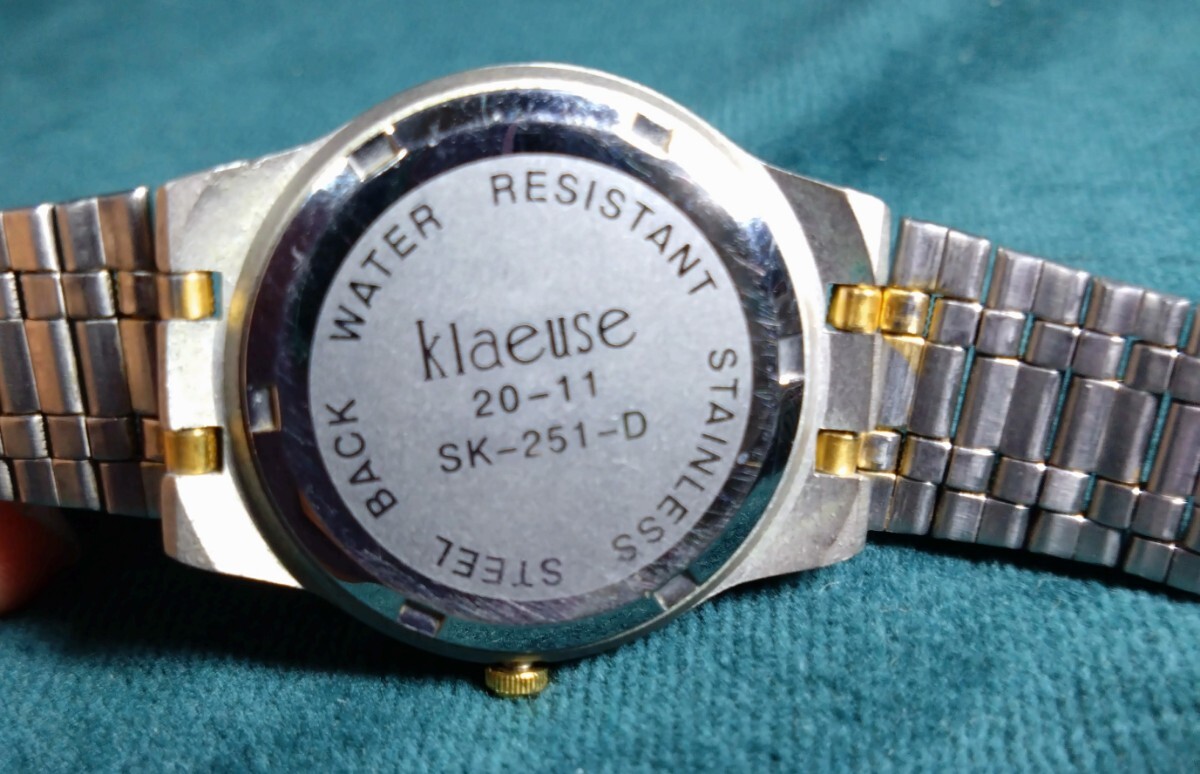 WATER RESISTANT STAINLESS STEEL BACK
klaeuse
20-11
SK-251-D